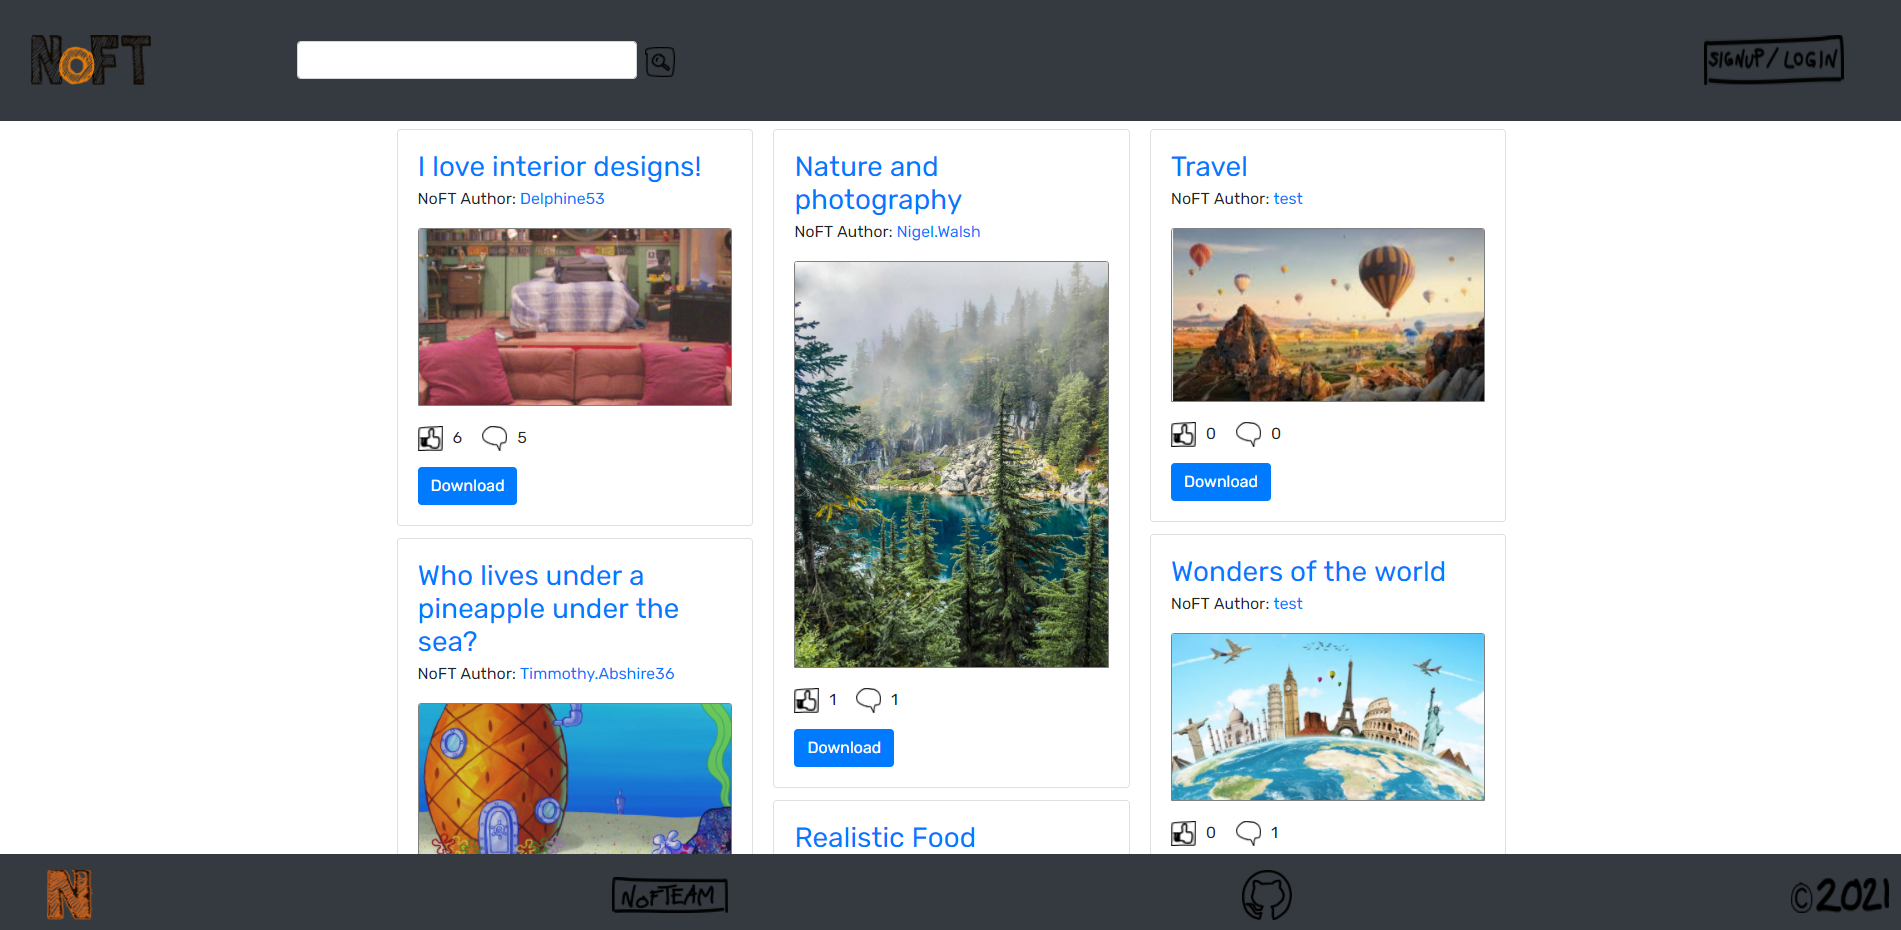 NoFT
SIGNUP / LOGIN
I love interior designs!
NoFT Author: Delphine53
6
5
Download
Who lives under a
pineapple under the
sea?
NoFT Author: Timmothy.Abshire36
Nature and
photography
NoFT Author: Nigel.Walsh
1
1
Download
Realistic Food
Travel
NoFT Author: test
0
0
Download
Wonders of the world
NoFT Author: test
0
1
N
NoFTEAM
©2021